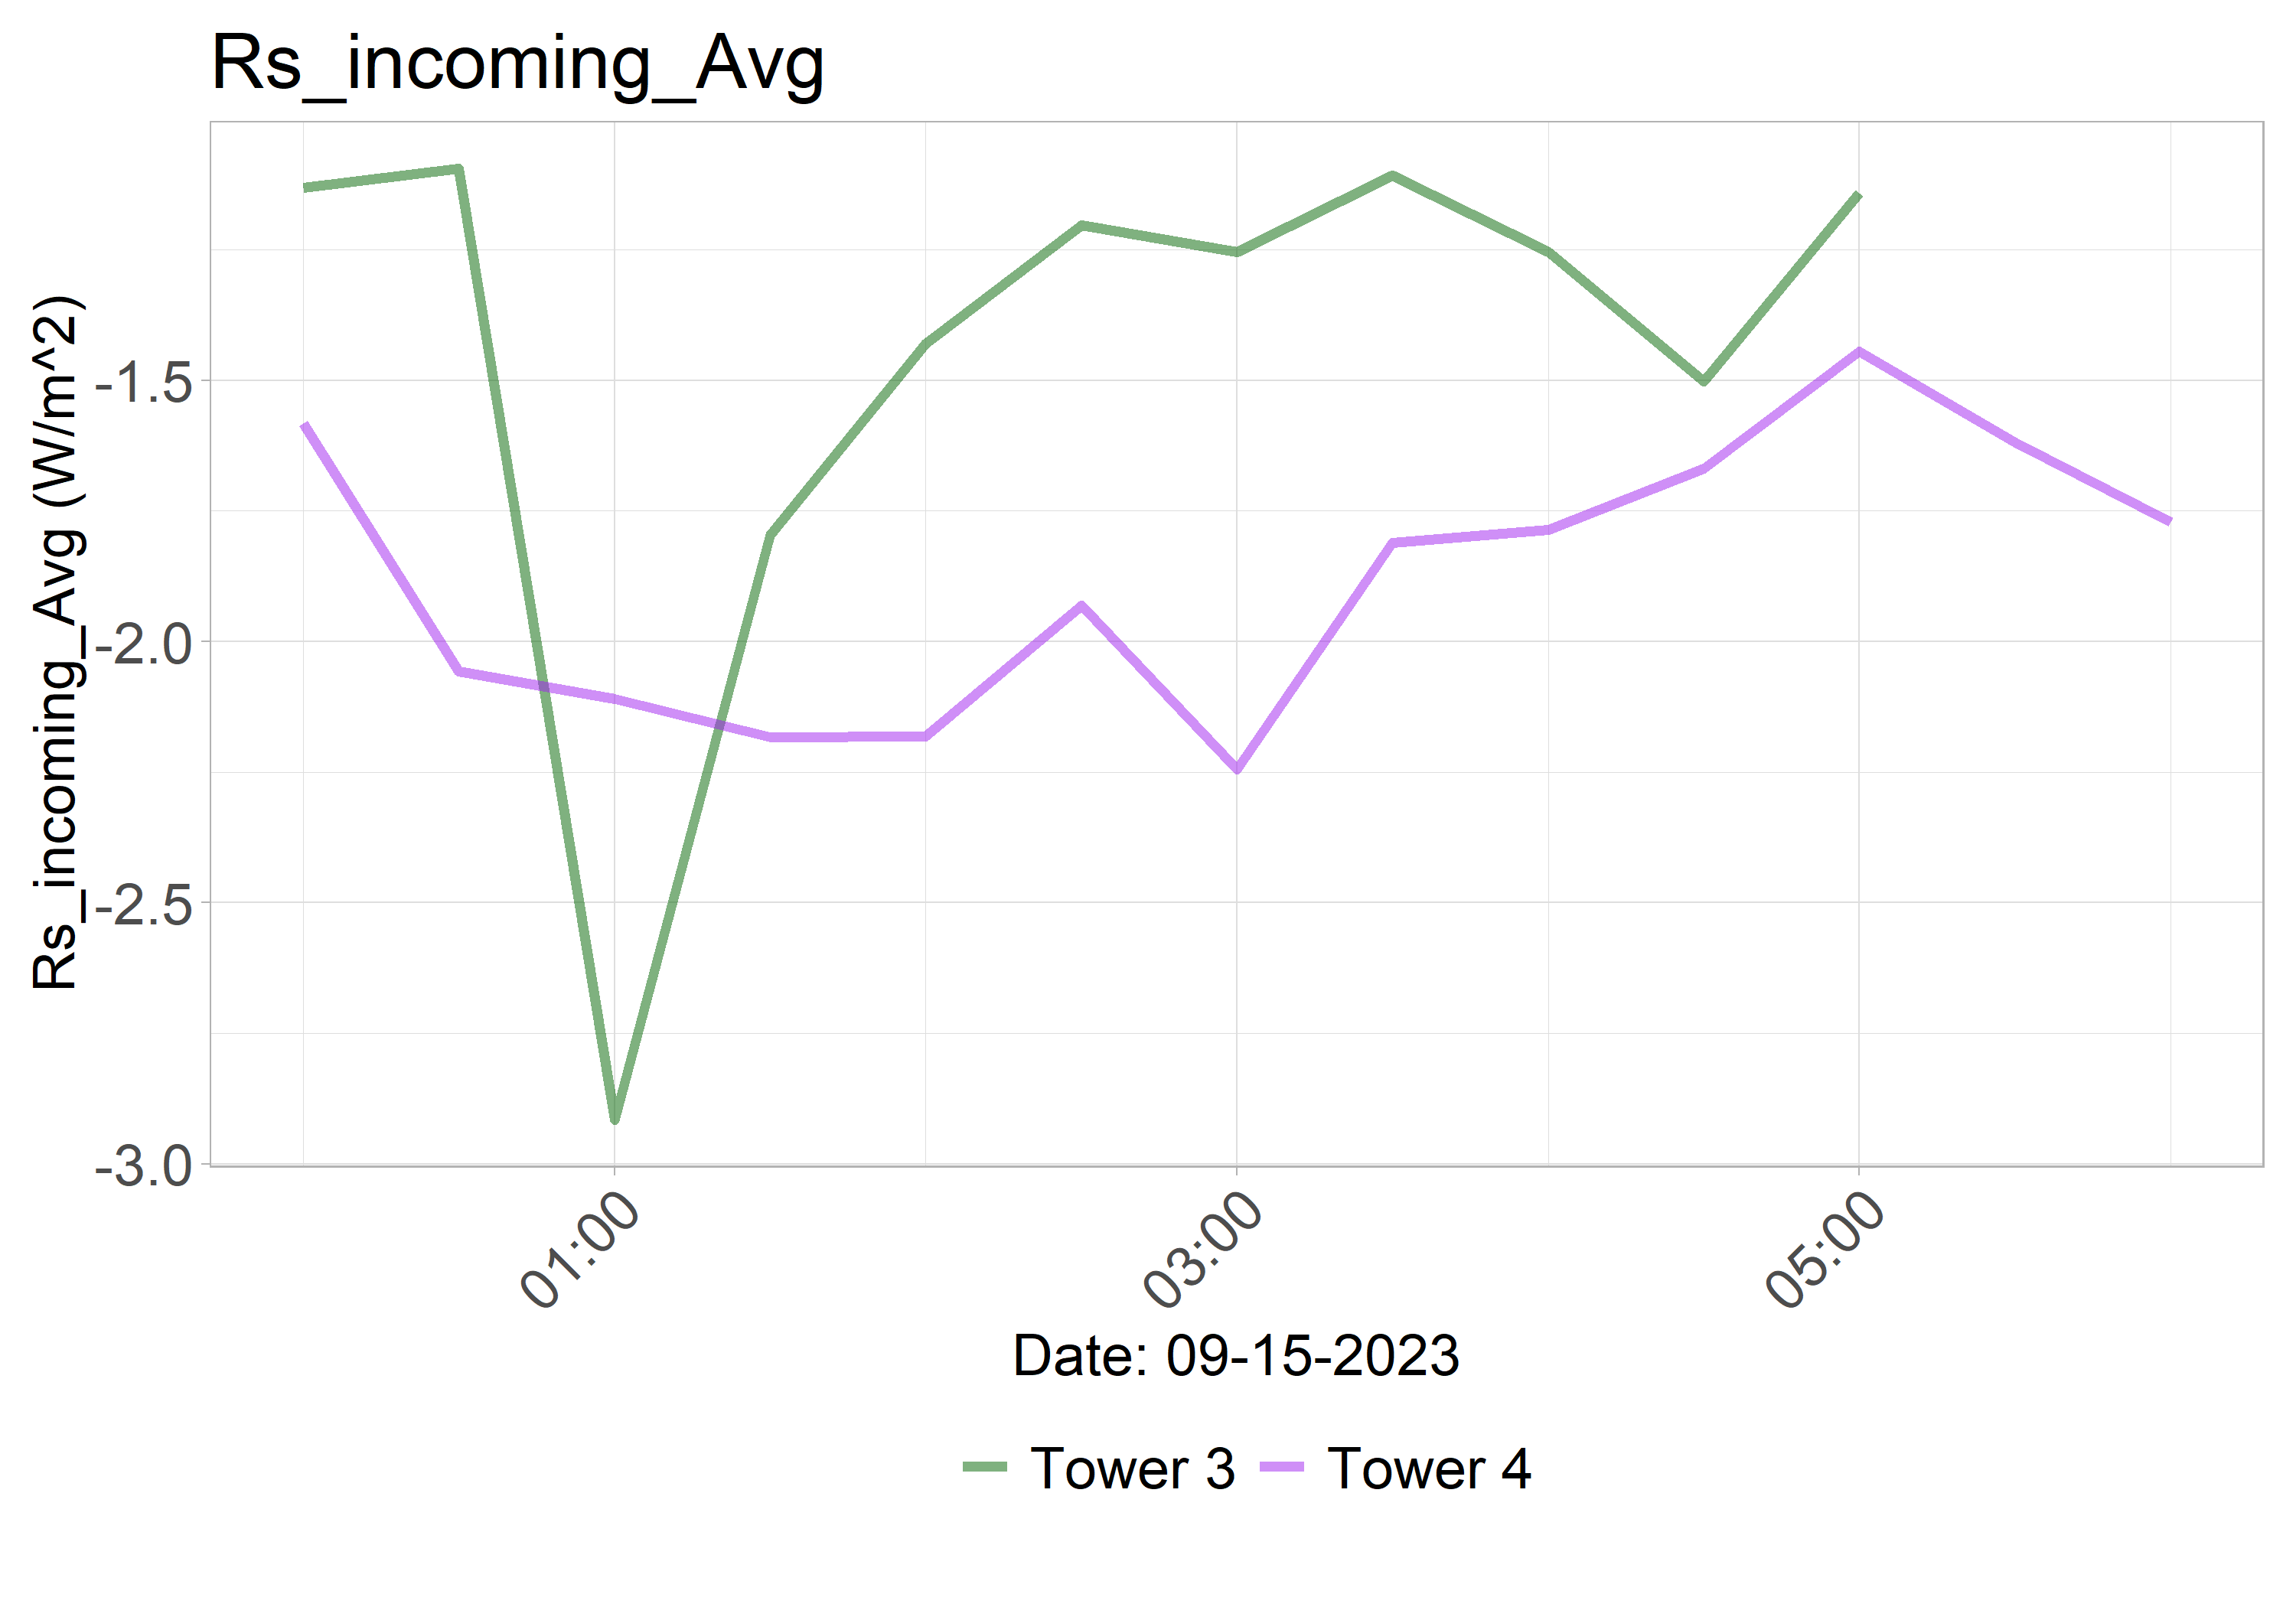 Rs_incoming_Avg
Rs_incoming_Avg (W/m^2)
-1.5
-2.0
-2.5
-3.0
01:00
03:00
05:00
Date: 09-15-2023
Tower 3
Tower 4